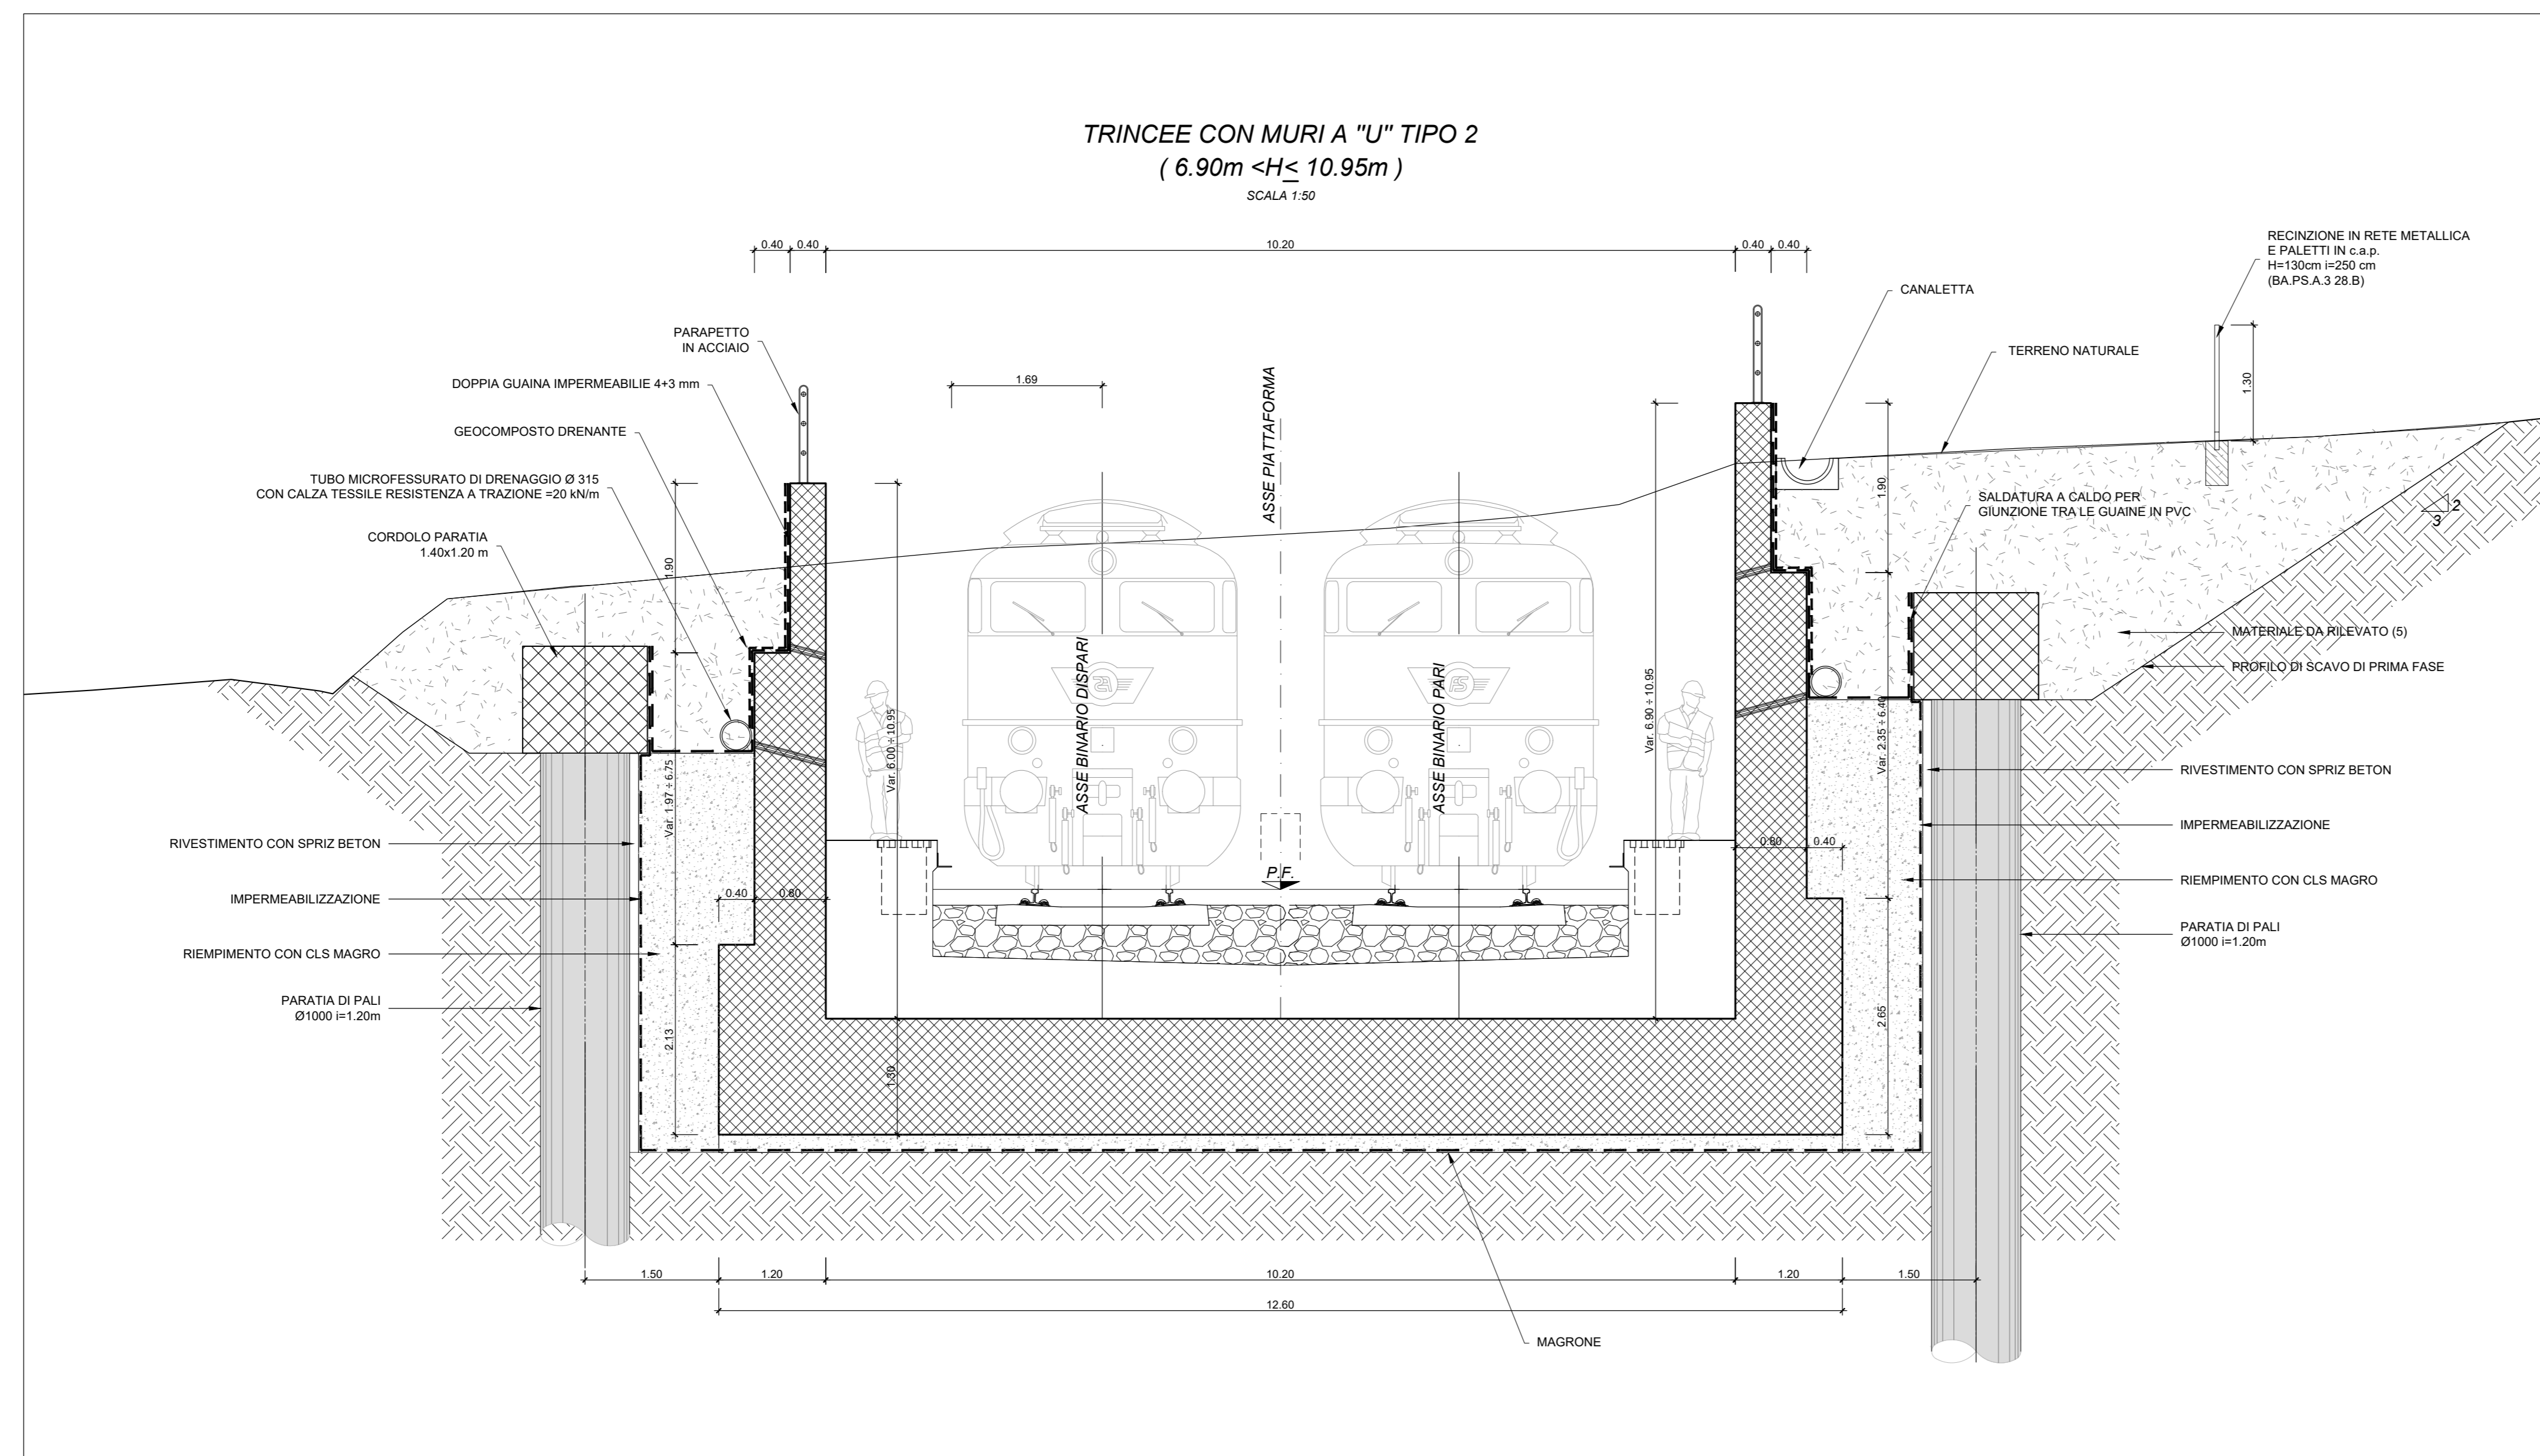 TRINCEE CON MURI A "U" TIPO 2
( 6.90m <H≤ 10.95m )
SCALA 1:50
0.40
0.40
10.20
0.40
0.40
RECINZIONE IN RETE METALLICA
E PALETTI IN c.a.p.
H=130cm i=250 cm
(BA.PS.A.3 28.B)
CANALETTA
PARAPETTO
IN ACCIAIO
TERRENO NATURALE
1.30
DOPPIA GUAINA IMPERMEABILIE 4+3 mm
1.69
ASSE PIATTAFORMA
GEOCOMPOSTO DRENANTE
TUBO MICROFESSURATO DI DRENAGGIO Ø 315
CON CALZA TESSILE RESISTENZA A TRAZIONE =20 kN/m
1.90
SALDATURA A CALDO PER
GIUNZIONE TRA LE GUAINE IN PVC
2
3
CORDOLO PARATIA
1.40x1.20 m
1.90
MATERIALE DA RILEVATO (5)
PROFILO DI SCAVO DI PRIMA FASE
FS
FS
ASSE BINARIO DISPARI
ASSE BINARIO PARI
Var. 6.00 ÷ 10.95
Var. 6.90 ÷ 10.95
Var. 1.97 ÷ 6.75
Var. 2.35 ÷ 6.40
RIVESTIMENTO CON SPRIZ BETON
IMPERMEABILIZZAZIONE
RIVESTIMENTO CON SPRIZ BETON
0.80
0.40
P.F.
RIEMPIMENTO CON CLS MAGRO
IMPERMEABILIZZAZIONE
0.40
0.80
PARATIA DI PALI
Ø1000 i=1.20m
RIEMPIMENTO CON CLS MAGRO
PARATIA DI PALI
Ø1000 i=1.20m
2.13
1.30
2.65
1.50
1.20
10.20
1.20
1.50
12.60
MAGRONE